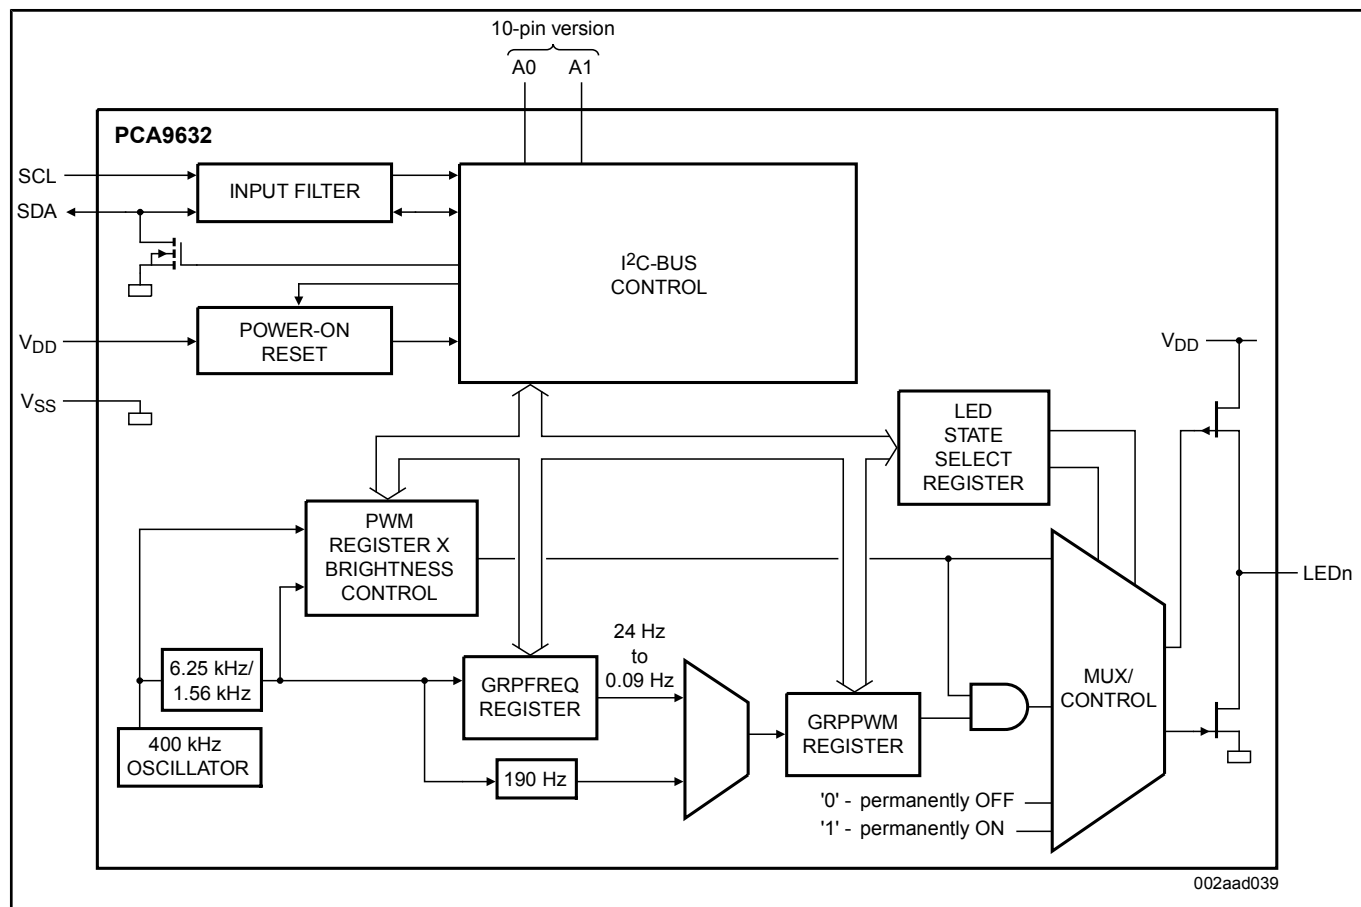 10-pin version
A0 A1
PCA9632
SCL
INPUT FILTER
SDA
I²C-BUS
CONTROL
POWER-ON
RESET
VDD
VDD
VSS
LED
STATE
SELECT
REGISTER
PWM
REGISTER X
BRIGHTNESS
CONTROL
LEDn
24 Hz
to
0.09 Hz
6.25 kHz/
1.56 kHz
GRPFREQ
REGISTER
MUX/
CONTROL
GRPPWM
REGISTER
400 kHz
OSCILLATOR
190 Hz
'0' - permanently OFF
'1' - permanently ON
002aad039